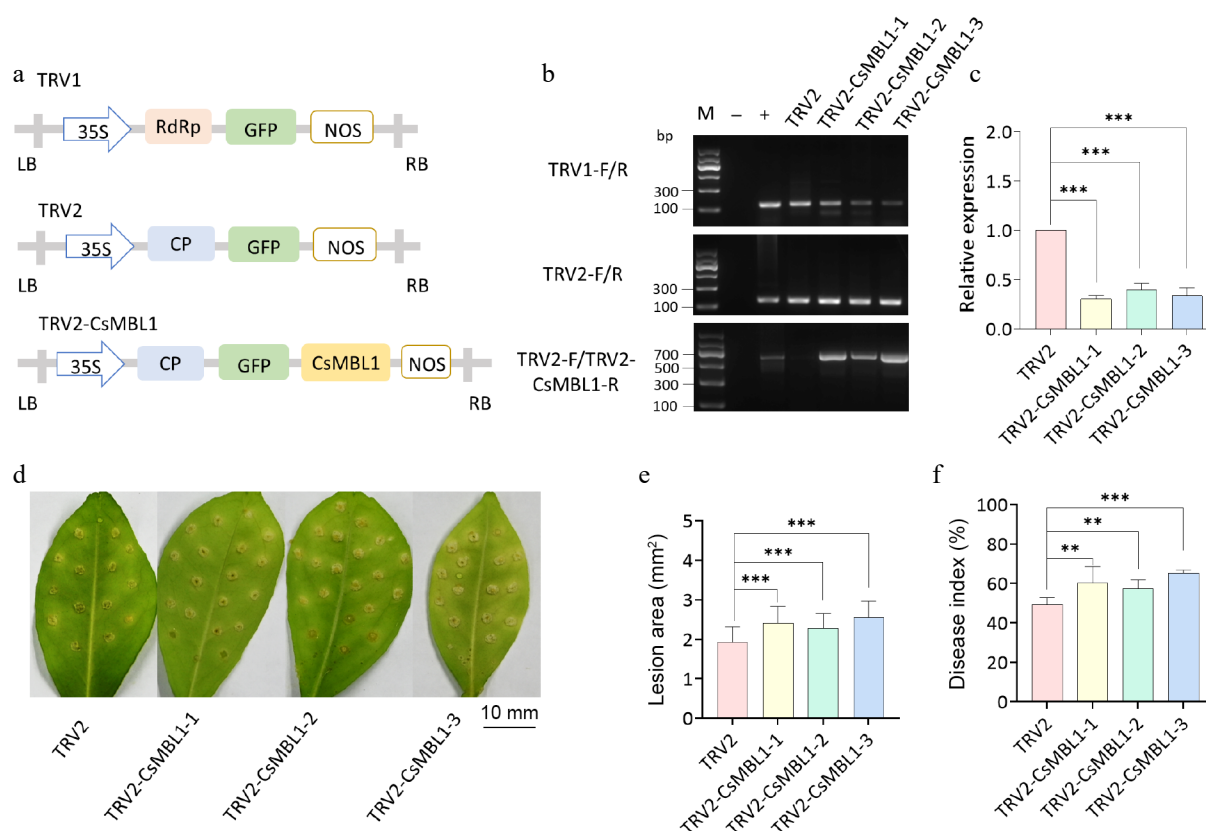 a
TRV1
35S RdRp GFP NOS
LB RB
TRV2
35S CP GFP NOS
LB RB
TRV2-CsMBL1
35S CP GFP CsMBL1 NOS
LB RB
b
M – + TRV2 TRV2-CsMBL1-1 TRV2-CsMBL1-2 TRV2-CsMBL1-3
bp
TRV1-F/R
300
100
TRV2-F/R
300
100
TRV2-F/TRV2-
CsMBL1-R
700
500
300
100
c
Relative expression
2.0
1.5
1.0
0.5
0.0
***
***
***
TRV2 TRV2-CsMBL1-1 TRV2-CsMBL1-2 TRV2-CsMBL1-3
d
TRV2 TRV2-CsMBL1-1 TRV2-CsMBL1-2 TRV2-CsMBL1-3
10 mm
e
Lesion area (mm²)
5
4
3
2
1
0
***
***
***
TRV2 TRV2-CsMBL1-1 TRV2-CsMBL1-2 TRV2-CsMBL1-3
f
Disease index (%)
100
80
60
40
20
0
***
**
**
TRV2 TRV2-CsMBL1-1 TRV2-CsMBL1-2 TRV2-CsMBL1-3